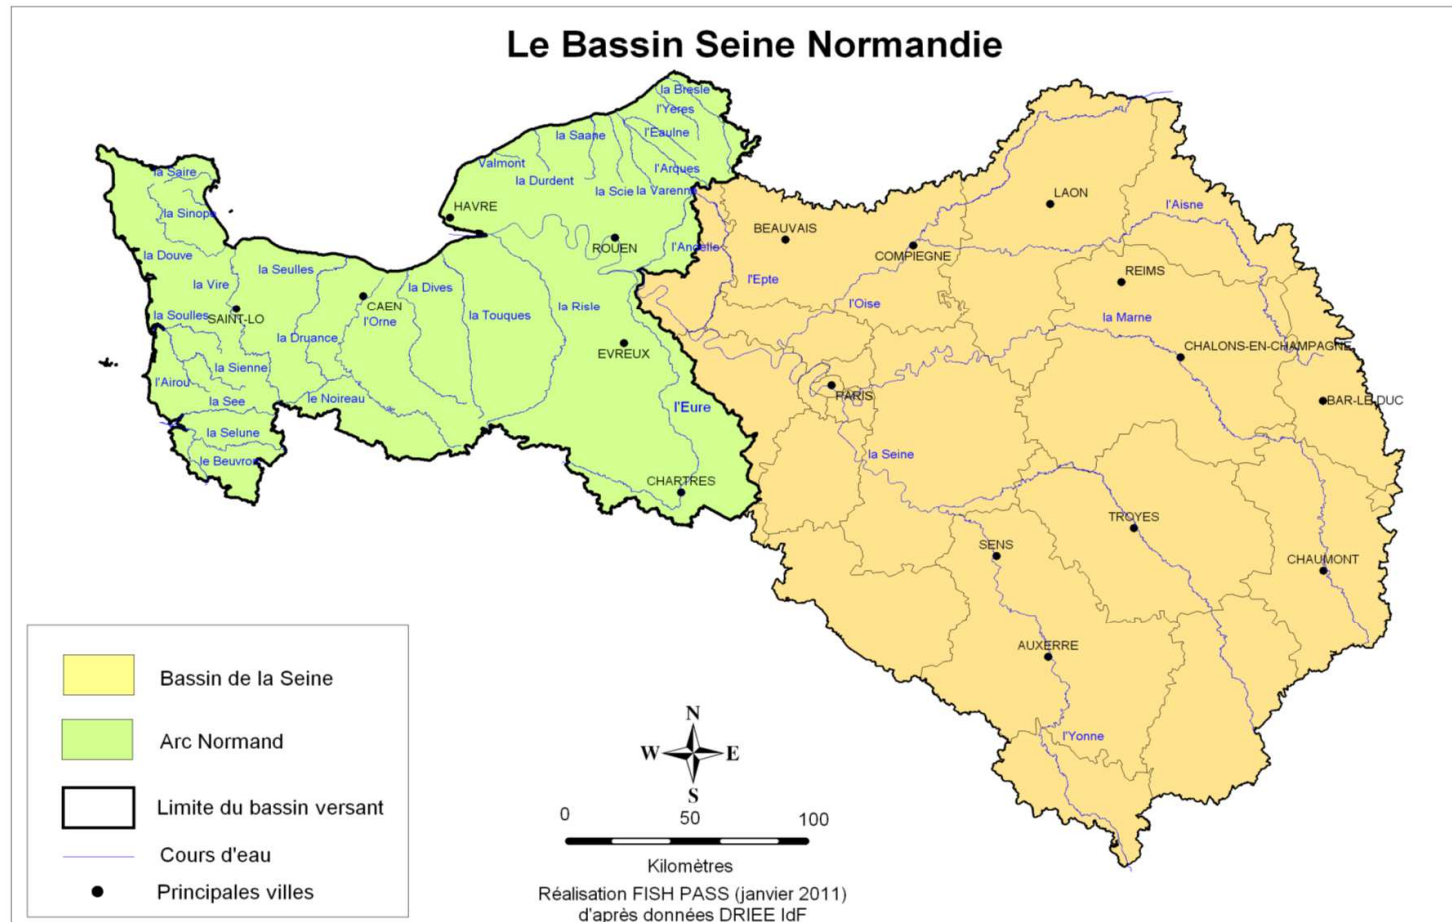 Le Bassin Seine Normandie
la Bresle
l'Yeres
la Saane
l'Eaulne
Valmont
l'Arques
la Durdent
la Scie
la Varenne
la Saire
la Sinope
HAVRE
ROUEN
l'Andelle
la Douve
la Seulles
la Vire
la Dives
la Risle
SAINT-LO
CAEN
la Soulles
l'Orne
la Touques
la Druance
EVREUX
la Sienne
l'Airou
la See
le Noireau
l'Eure
la Selune
le Beuvron
CHARTRES
LAON
l'Aisne
BEAUVAIS
COMPIEGNE
REIMS
l'Epte
l'Oise
la Marne
CHALONS-EN-CHAMPAGNE
PARIS
BAR-LE-DUC
la Seine
TROYES
SENS
CHAUMONT
AUXERRE
l'Yonne
Bassin de la Seine
Arc Normand
Limite du bassin versant
Cours d'eau
Principales villes
N
W E
S
0 50 100
Kilomètres
Réalisation FISH PASS (janvier 2011)
d'après données DRIEE IdF